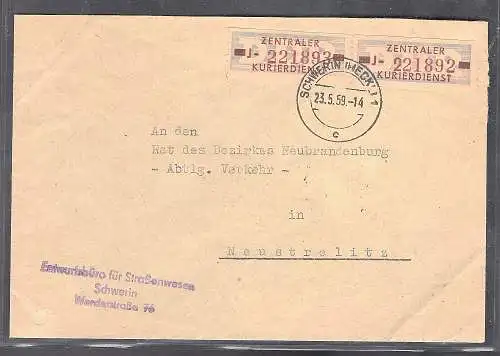 ZENTRALER
J- 221892
KURIERDIENST
ZENTRALER
J- 221892
KURIERDIENST
SCHWERIN (MECKL) 1
23.5.59.-14
c
An den
Rat des Bezirkes Neubrandenburg
- Abtlg. Verkehr -
in
Neustrelitz
Entwurfsbüro für Straßenwesen
Schwerin
Werderstraße 76